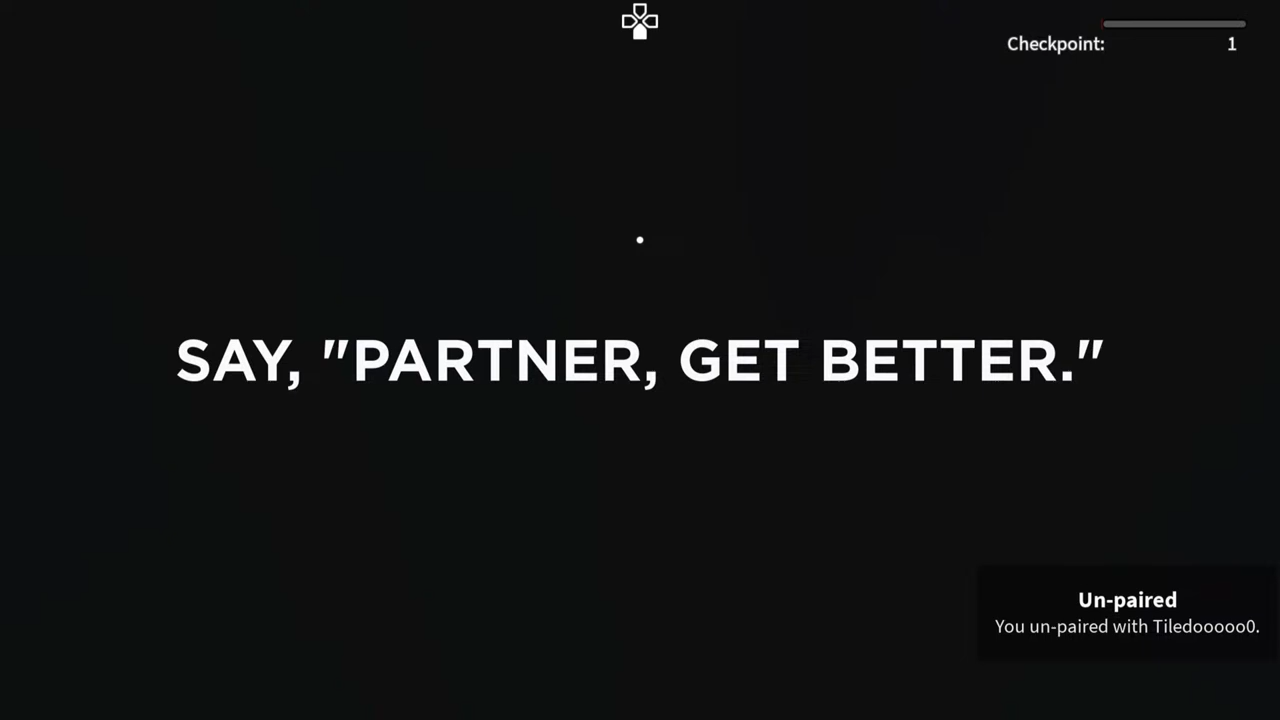 Checkpoint: 1
SAY, "PARTNER, GET BETTER."
Un-paired
You un-paired with Tiledooooo0.